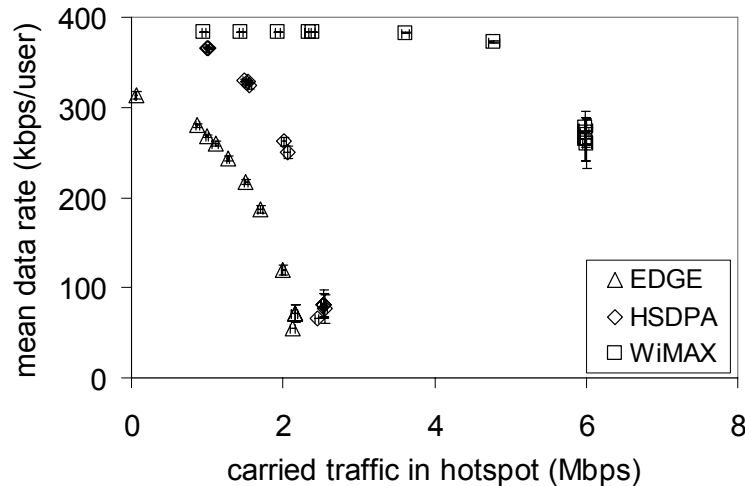 mean data rate (kbps/user)
400
300
200
100
0
0 2 4 6 8
carried traffic in hotspot (Mbps)
EDGE
HSDPA
WiMAX